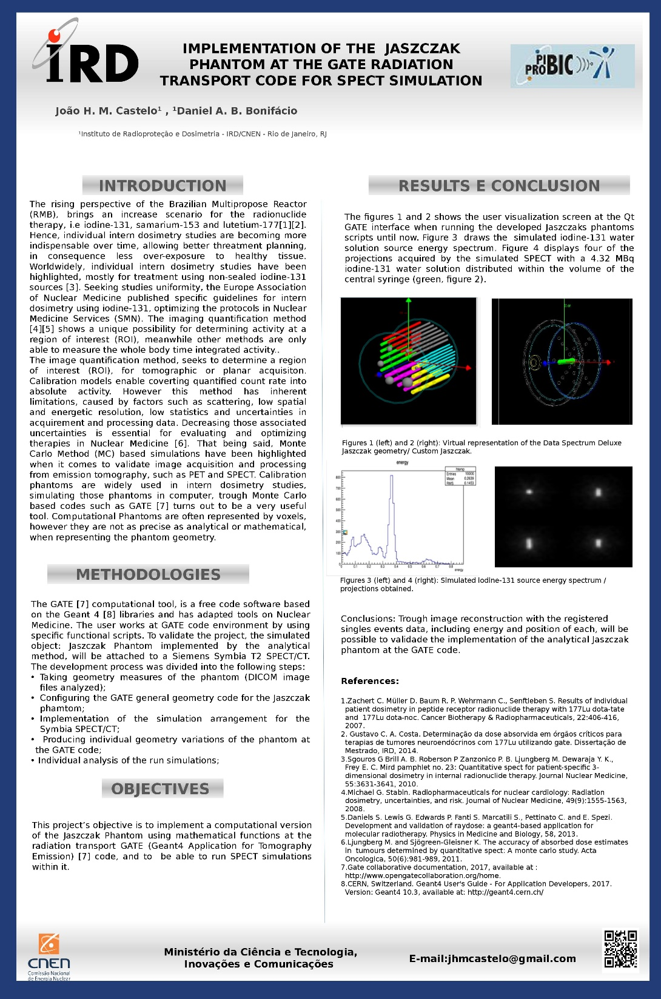 IRD
IMPLEMENTATION OF THE JASZCZAK
PHANTOM AT THE GATE RADIATION
TRANSPORT CODE FOR SPECT SIMULATION
PIBIC
PRO
João H. M. Castelo¹ , ¹Daniel A. B. Bonifácio
¹Instituto de Radioproteção e Dosimetria - IRD/CNEN - Rio de Janeiro, RJ
INTRODUCTION
The rising perspective of the Brazilian Multipropose Reactor
(RMB), brings an increase scenario for the radionuclide
therapy, i.e iodine-131, samarium-153 and lutetium-177[1][2].
Hence, individual intern dosimetry studies are becoming more
indispensable over time, allowing better threatment planning,
in consequence less over-exposure to healthy tissue.
Worldwidely, individual intern dosimetry studies have been
highlighted, mostly for treatment using non-sealed iodine-131
sources [3]. Seeking studies uniformity, the Europe Association
of Nuclear Medicine published specific guidelines for intern
dosimetry using iodine-131, optimizing the protocols in Nuclear
Medicine Services (SMN). The imaging quantification method
[4][5] shows a unique possibility for determining activity at a
region of interest (ROI), meanwhile other methods are only
able to measure the whole body time integrated activity..
The image quantification method, seeks to determine a region
of interest (ROI), for tomographic or planar acquisiton.
Calibration models enable coverting quantified count rate into
absolute activity. However this method has inherent
limitations, caused by factors such as scattering, low spatial
and energetic resolution, low statistics and uncertainties in
acquirement and processing data. Decreasing those associated
uncertainties is essential for evaluating and optimizing
therapies in Nuclear Medicine [6]. That being said, Monte
Carlo Method (MC) based simulations have been highlighted
when it comes to validate image acquisition and processing
from emission tomography, such as PET and SPECT. Calibration
phantoms are widely used in intern dosimetry studies,
simulating those phantoms in computer, trough Monte Carlo
based codes such as GATE [7] turns out to be a very useful
tool. Computational Phantoms are often represented by voxels,
however they are not as precise as analytical or mathematical,
when representing the phantom geometry.
METHODOLOGIES
The GATE [7] computational tool, is a free code software based
on the Geant 4 [8] libraries and has adapted tools on Nuclear
Medicine. The user works at GATE code environment by using
specific functional scripts. To validate the project, the simulated
object: Jaszczak Phantom implemented by the analytical
method, will be attached to a Siemens Symbia T2 SPECT/CT.
The development process was divided into the following steps:
• Taking geometry measures of the phantom (DICOM image
files analyzed);
• Configuring the GATE general geometry code for the Jaszczak
phamtom;
• Implementation of the simulation arrangement for the
Symbia SPECT/CT;
• Producing individual geometry variations of the phantom at
the GATE code;
• Individual analysis of the run simulations;
OBJECTIVES
This project's objective is to implement a computational version
of the Jaszczak Phantom using mathematical functions at the
radiation transport GATE (Geant4 Application for Tomography
Emission) [7] code, and to be able to run SPECT simulations
within it.
RESULTS E CONCLUSION
The figures 1 and 2 shows the user visualization screen at the Qt
GATE interface when running the developed Jaszczaks phantoms
scripts until now. Figure 3 draws the simulated iodine-131 water
solution source energy spectrum. Figure 4 displays four of the
projections acquired by the simulated SPECT with a 4.32 MBq
iodine-131 water solution distributed within the volume of the
central syringe (green, figure 2).
Figures 1 (left) and 2 (right): Virtual representation of the Data Spectrum Deluxe
Jaszczak geometry/ Custom Jaszczak.
energy
htemp
Entries 10000
Mean 0.2639
RMS 0.1453
800
700
600
500
400
300
200
100
0 0.1 0.2 0.3 0.4 0.5 0.6 0.7 0.8
energy
Figures 3 (left) and 4 (right): Simulated iodine-131 source energy spectrum /
projections obtained.
Conclusions: Trough image reconstruction with the registered
singles events data, including energy and position of each, will be
possible to validade the implementation of the analytical Jaszczak
phantom at the GATE code.
References:
1.Zachert C. Müller D. Baum R. P. Wehrmann C., Senftleben S. Results of individual
patient dosimetry in peptide receptor radionuclide therapy with 177Lu dota-tate
and 177Lu dota-noc. Cancer Biotherapy & Radiopharmaceuticals, 22:406-416,
2007.
2. Gustavo C. A. Costa. Determinação da dose absorvida em órgãos críticos para
terapias de tumores neuroendócrinos com 177Lu utilizando gate. Dissertação de
Mestrado, IRD, 2014.
3.Sgouros G Brill A. B. Roberson P Zanzonico P. B. Ljungberg M. Dewaraja Y. K.,
Frey E. C. Mird pamphlet no. 23: Quantitative spect for patient-specific 3-
dimensional dosimetry in internal radionuclide therapy. Journal Nuclear Medicine,
55:3631-3641, 2010.
4.Michael G. Stabin. Radiopharmaceuticals for nuclear cardiology: Radiation
dosimetry, uncertainties, and risk. Journal of Nuclear Medicine, 49(9):1555-1563,
2008.
5.Daniels S. Lewis G. Edwards P. Fanti S. Marcatili S., Pettinato C. and E. Spezi.
Development and validation of raydose: a geant4-based application for
molecular radiotherapy. Physics in Medicine and Biology, 58, 2013.
6.Ljungberg M. and Sjögreen-Gleisner K. The accuracy of absorbed dose estimates
in tumours determined by quantitative spect: A monte carlo study. Acta
Oncologica, 50(6):981-989, 2011.
7.Gate collaborative documentation, 2017, available at :
http://www.opengatecollaboration.org/home.
8.CERN, Switzerland. Geant4 User's Guide - For Application Developers, 2017.
Version: Geant4 10.3, available at: http://geant4.cern.ch/
CNEN
Comissão Nacional
de Energia Nuclear
Ministério da Ciência e Tecnologia,
Inovações e Comunicações
E-mail:jhmcastelo@gmail.com